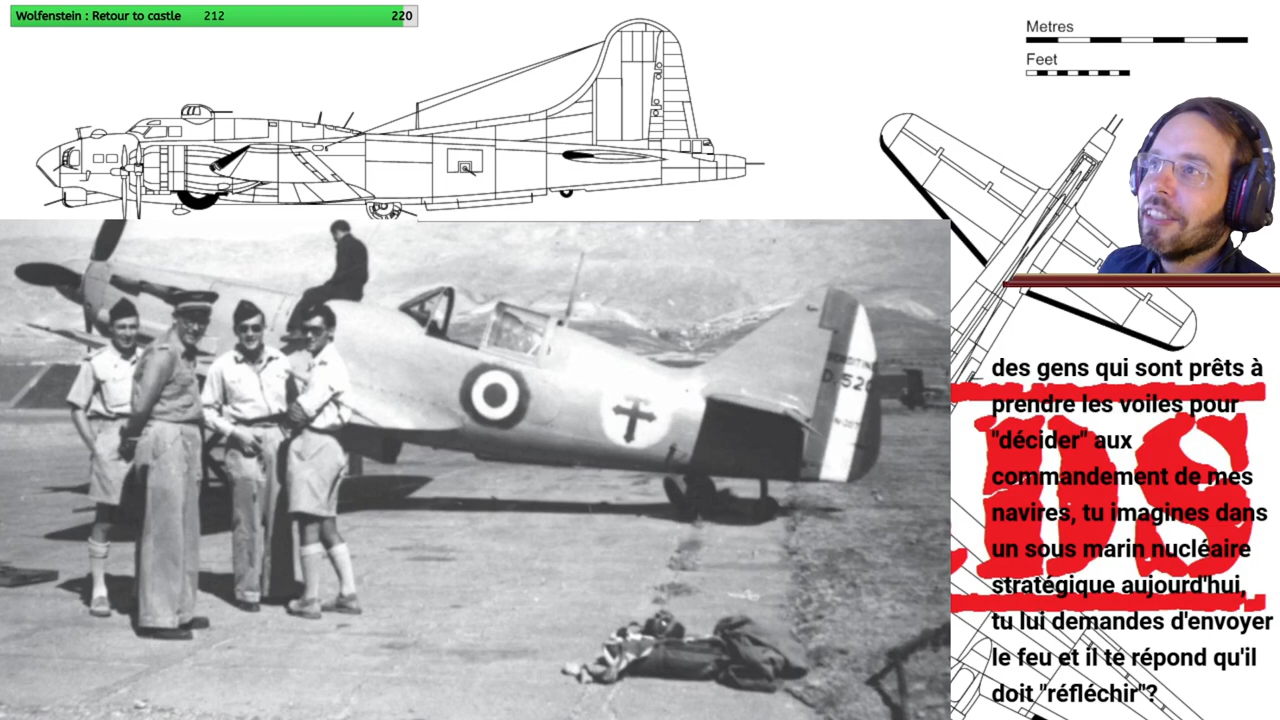 Wolfenstein : Retour to castle 212 220
Metres
Feet
D. 520
DS
des gens qui sont prêts à
prendre les voiles pour
"décider" aux
commandement de mes
navires, tu imagines dans
un sous marin nucléaire
stratégique aujourd'hui,
tu lui demandes d'envoyer
le feu et il te répond qu'il
doit "réfléchir"?